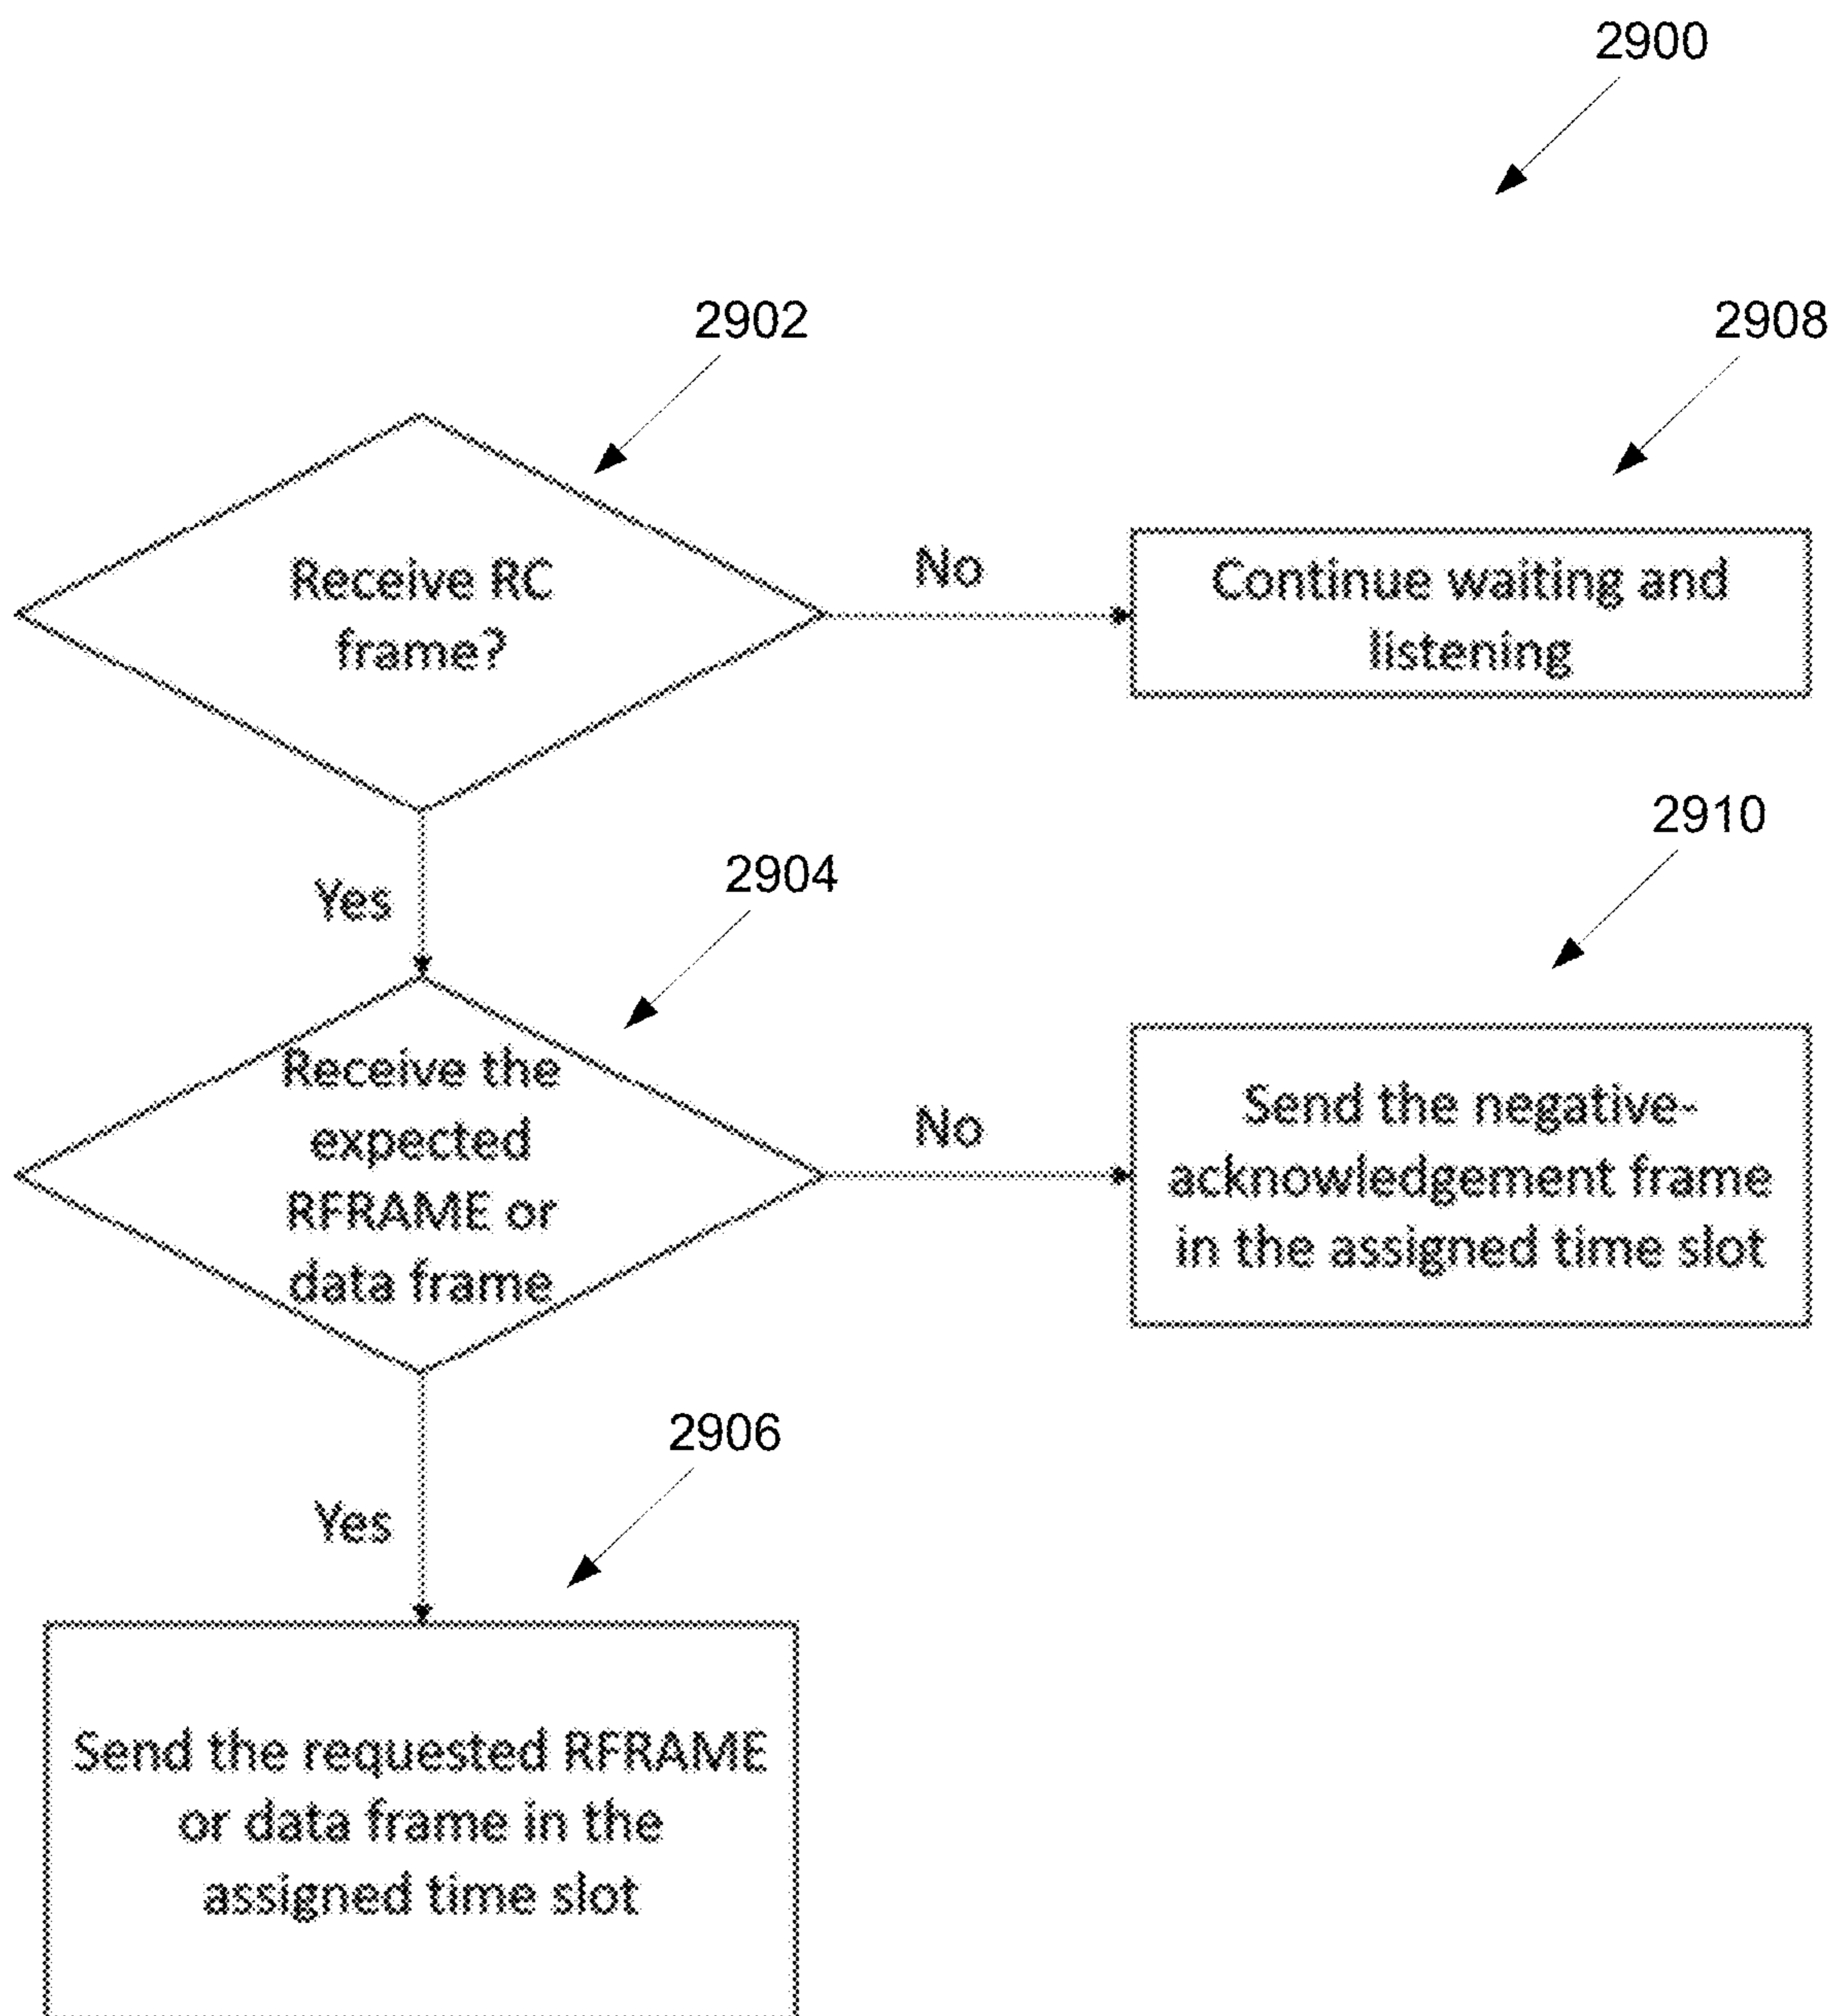 2900
2902
2908
Receive RC
frame?
No
Continue waiting and
listening
Yes
2904
2910
Receive the
expected
RFRAME or
data frame
No
Send the negative-
acknowledgement frame
in the assigned time slot
Yes
2906
Send the requested RFRAME
or data frame in the
assigned time slot